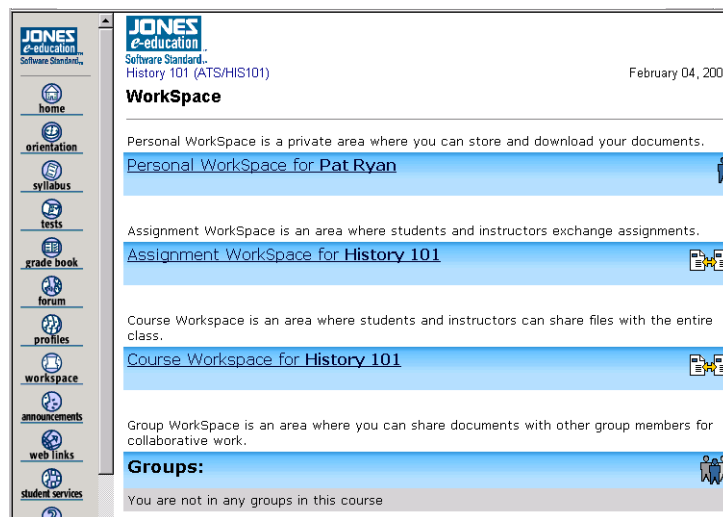 JONES
e-education
Software Standard
home
orientation
syllabus
tests
grade book
forum
profiles
workspace
announcements
web links
student services
JONES
e-education
Software Standard
History 101 (ATS/HIS101)
February 04, 200
WorkSpace
Personal WorkSpace is a private area where you can store and download your documents.
Personal WorkSpace for Pat Ryan
Assignment WorkSpace is an area where students and instructors exchange assignments.
Assignment WorkSpace for History 101
Course Workspace is an area where students and instructors can share files with the entire
class.
Course Workspace for History 101
Group WorkSpace is an area where you can share documents with other group members for
collaborative work.
Groups:
You are not in any groups in this course